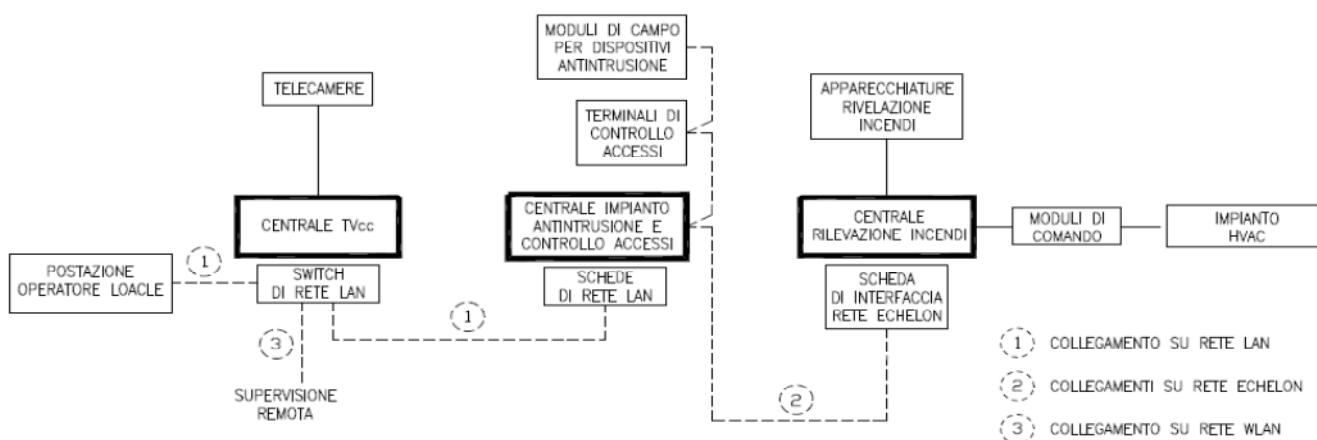 MODULI DI CAMPO
PER DISPOSITIVI
ANTINTRUSIONE
TELECAMERE
APPARECCHIATURE
RIVELAZIONE
INCENDI
TERMINALI DI
CONTROLLO
ACCESSI
CENTRALE TVcc
CENTRALE IMPIANTO
ANTINTRUSIONE E
CONTROLLO ACCESSI
CENTRALE
RILEVAZIONE INCENDI
MODULI DI
COMANDO
IMPIANTO
HVAC
POSTAZIONE
OPERATORE LOACLE
1
SWITCH
DI RETE LAN
SCHEDE
DI RETE LAN
SCHEDA
DI INTERFACCIA
RETE ECHELON
1
3
SUPERVISIONE
REMOTA
2
1 COLLEGAMENTO SU RETE LAN
2 COLLEGAMENTI SU RETE ECHELON
3 COLLEGAMENTO SU RETE WLAN